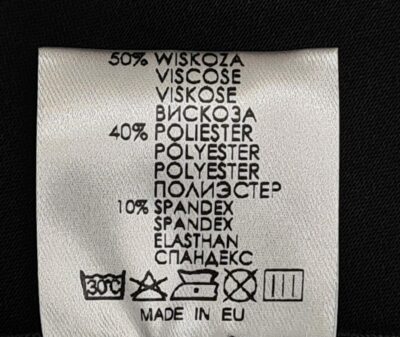 50% WISKOZA
VISCOSE
VISKOSE
ВИСКОЗА
40% POLIESTER
POLYESTER
POLYESTER
ПОЛИЭСТЕР
10% SPANDEX
SPANDEX
ELASTHAN
СПАНДЕКС
30°C
MADE IN EU